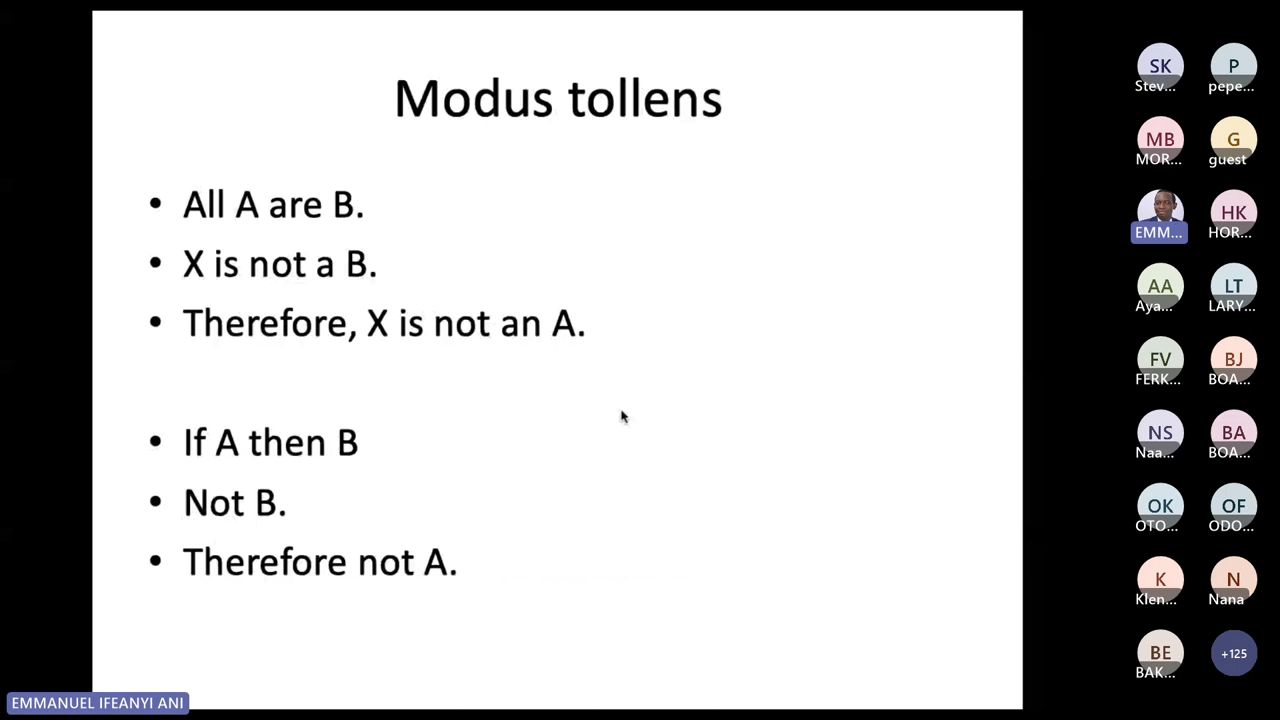 Modus tollens
• All A are B.
• X is not a B.
• Therefore, X is not an A.
• If A then B
• Not B.
• Therefore not A.
EMMANUEL IFEANYI ANI
SK
Stev...
P
pepe...
MB
MOR...
G
guest
EMM...
HK
HOR...
AA
Aya...
LT
LARY...
FV
FERK...
BJ
BOA...
NS
Naa...
BA
BOA...
OK
OTO...
OF
ODO...
K
Klen...
N
Nana
BE
BAK...
+125